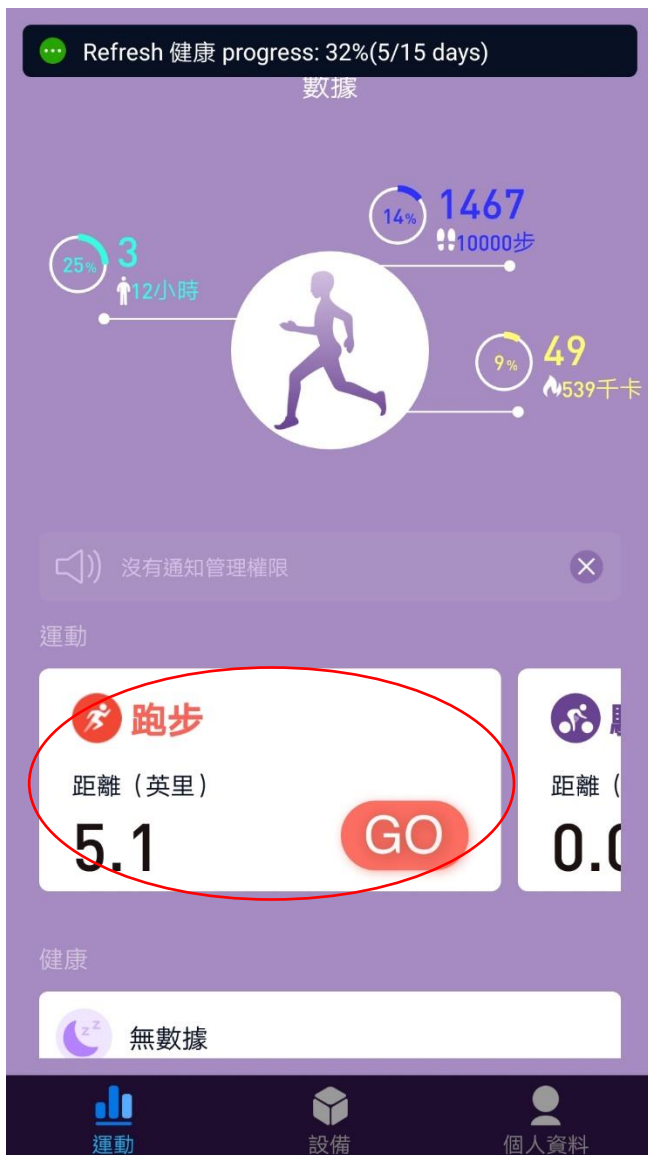 Refresh 健康 progress: 32%(5/15 days)
數據
14%
1467
10000步
25%
3
12小時
9%
49
539千卡
沒有通知管理權限
運動
跑步
距離（英里）
5.1
GO
距離（
0.0
健康
zz
無數據
運動
設備
個人資料